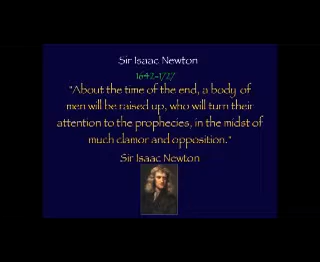 Sir Isaac Newton
1642-1727
"About the time of the end, a body of
men will be raised up, who will turn their
attention to the prophecies, in the midst of
much clamor and opposition."
Sir Isaac Newton